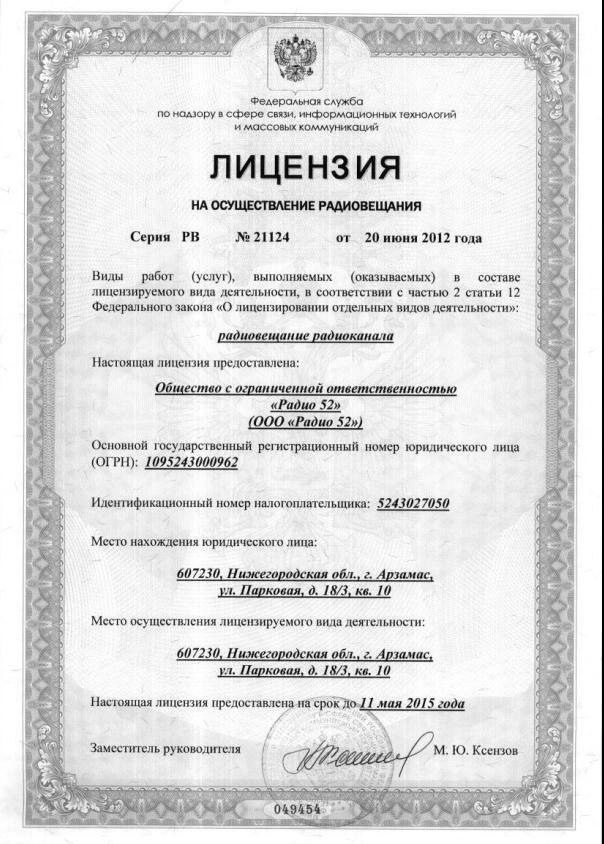 Федеральная служба
по надзору в сфере связи, информационных технологий
и массовых коммуникаций
ЛИЦЕНЗИЯ
НА ОСУЩЕСТВЛЕНИЕ РАДИОВЕЩАНИЯ
Серия РВ № 21124 от 20 июня 2012 года
Виды работ (услуг), выполняемых (оказываемых) в составе
лицензируемого вида деятельности, в соответствии с частью 2 статьи 12
Федерального закона «О лицензировании отдельных видов деятельности»:
радиовещание радиоканала
Настоящая лицензия предоставлена:
Общество с ограниченной ответственностью
«Радио 52»
(ООО «Радио 52»)
Основной государственный регистрационный номер юридического лица
(ОГРН): 1095243000962
Идентификационный номер налогоплательщика: 5243027050
Место нахождения юридического лица:
607230, Нижегородская обл., г. Арзамас,
ул. Парковая, д. 18/3, кв. 10
Место осуществления лицензируемого вида деятельности:
607230, Нижегородская обл., г. Арзамас,
ул. Парковая, д. 18/3, кв. 10
Настоящая лицензия предоставлена на срок до 11 мая 2015 года
Заместитель руководителя М. Ю. Ксензов
049454